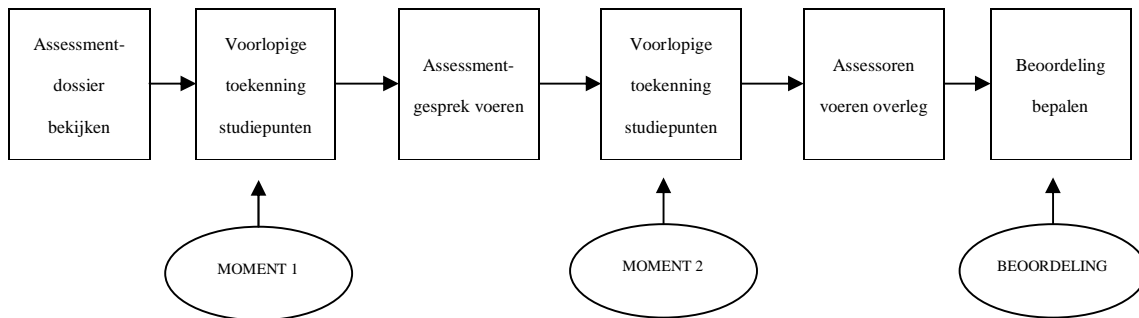 Assessment-
dossier
bekijken
Voorlopige
toekenning
studiepunten
Assessment-
gesprek voeren
Voorlopige
toekenning
studiepunten
Assessoren
voeren overleg
Beoordeling
bepalen
MOMENT 1
MOMENT 2
BEOORDELING